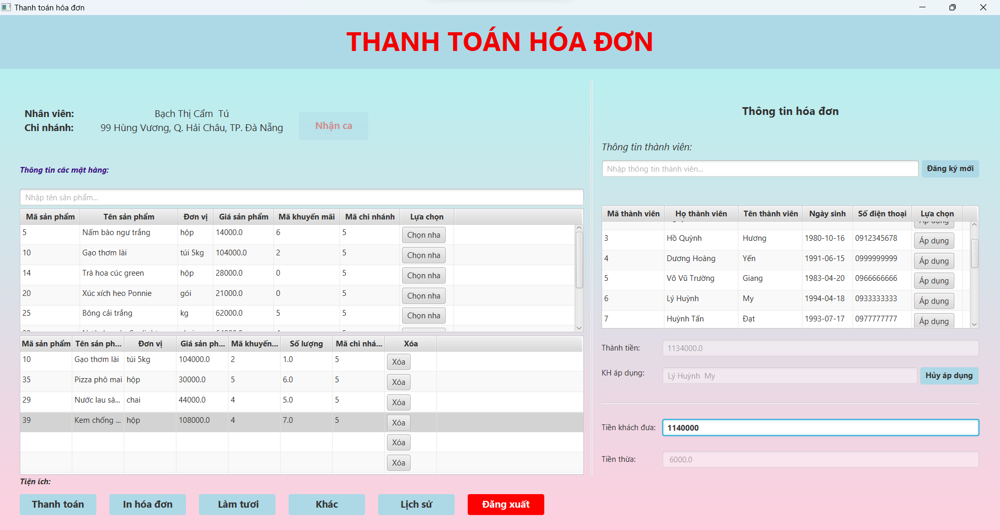 Thanh toán hóa đơn
THANH TOÁN HÓA ĐƠN
Nhân viên: Bạch Thị Cẩm Tú
Chi nhánh: 99 Hùng Vương, Q. Hải Châu, TP. Đà Nẵng
Nhận ca
Thông tin các mặt hàng:
Nhập tên sản phẩm...
Mã sản phẩm Tên sản phẩm Đơn vị Giá sản phẩm Mã khuyến mãi Mã chi nhánh Lựa chọn
5 Nấm bào ngư trắng hộp 14000.0 6 5 Chọn nha
10 Gạo thơm lài túi 5kg 104000.0 2 5 Chọn nha
14 Trà hoa cúc green hộp 28000.0 0 5 Chọn nha
20 Xúc xích heo Ponnie gói 21000.0 0 5 Chọn nha
25 Bông cải trắng kg 62000.0 5 5 Chọn nha
Mã sản phẩm Tên sản ph... Đơn vị Giá sản ph... Mã khuyến... Số lượng Mã chi nhá... Xóa
10 Gạo thơm lài túi 5kg 104000.0 2 1.0 5 Xóa
35 Pizza phô mai hộp 30000.0 5 6.0 5 Xóa
29 Nước lau sà... chai 44000.0 4 5.0 5 Xóa
39 Kem chống ... hộp 108000.0 4 7.0 5 Xóa
Xóa
Xóa
Tiện ích:
Thanh toán In hóa đơn Làm tươi Khác Lịch sử Đăng xuất
Thông tin hóa đơn
Thông tin thành viên:
Nhập thông tin thành viên... Đăng ký mới
Mã thành viên Họ thành viên Tên thành viên Ngày sinh Số điện thoại Lựa chọn
Áp dụng
3 Hồ Quỳnh Hương 1980-10-16 0912345678 Áp dụng
4 Dương Hoàng Yến 1991-06-15 0999999999 Áp dụng
5 Võ Vũ Trường Giang 1983-04-20 0966666666 Áp dụng
6 Lý Huỳnh My 1994-04-18 0933333333 Áp dụng
7 Huỳnh Tấn Đạt 1993-07-17 0977777777 Áp dụng
Thành tiền: 1134000.0
KH áp dụng: Lý Huỳnh My Hủy áp dụng
Tiền khách đưa: 1140000
Tiền thừa: 6000.0